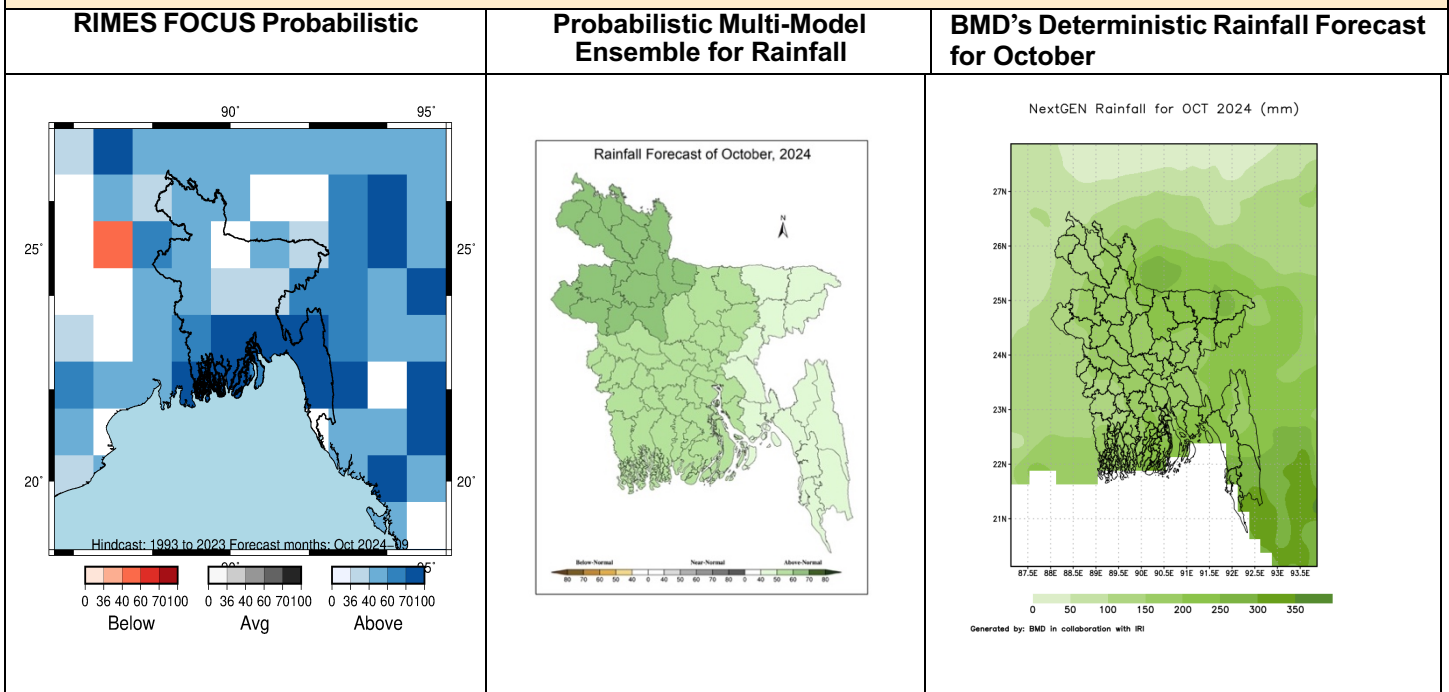 RIMES FOCUS Probabilistic
Probabilistic Multi-Model
Ensemble for Rainfall
BMD's Deterministic Rainfall Forecast
for October
90°
95°
25°
25°
20°
20°
Hindcast: 1993 to 2023 Forecast months: Oct 2024-09
0 36 40 60 70 100
Below
0 36 40 60 70 100
Avg
0 36 40 60 70 100
Above
Rainfall Forecast of October, 2024
N
Below-Normal
Near-Normal
Above-Normal
80 70 60 50 40 0 40 50 60 70 80 0 40 50 60 70 80
NextGEN Rainfall for OCT 2024 (mm)
27N
26N
25N
24N
23N
22N
21N
87.5E 88E 88.5E 89E 89.5E 90E 90.5E 91E 91.5E 92E 92.5E 93E 93.5E
0 50 100 150 200 250 300 350
Generated by: BMD in collaboration with IRI